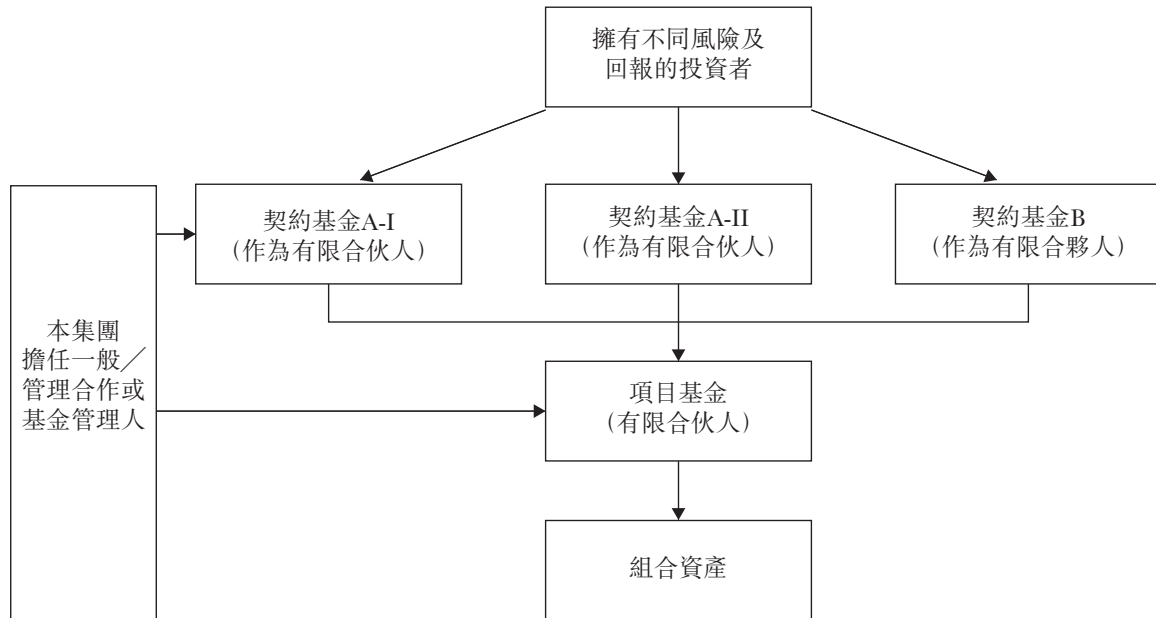 擁有不同風險及
回報的投資者
契約基金A-I
(作為有限合伙人)
契約基金A-II
(作為有限合伙人)
契約基金B
(作為有限合夥人)
本集團
擔任一般／
管理合作或
基金管理人
項目基金
(有限合伙人)
組合資產